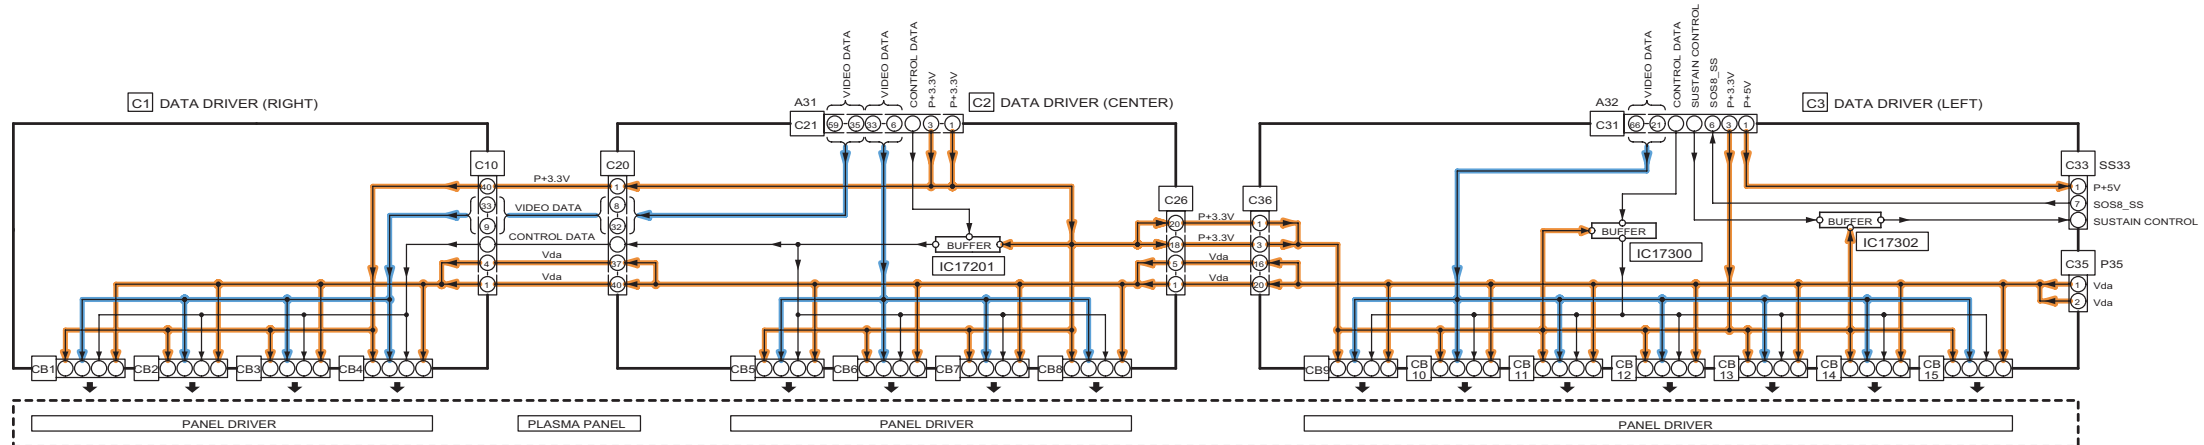 VIDEO DATA
VIDEO DATA
CONTROL DATA
P+3.3V
P+3.3V
VIDEO DATA
CONTROL DATA
SUSTAIN CONTROL
SOS8_SS
P+3.3V
P+5V
C1 DATA DRIVER (RIGHT)
A31
C2 DATA DRIVER (CENTER)
A32
C3 DATA DRIVER (LEFT)
C21 59 35 33 6 3 1
C31 66 21 6 3 1
C10
C20
C33 SS33
40 P+3.3V 1
1 P+5V
C26
C36
33 VIDEO DATA 8
9 32
7 SOS8_SS
20 P+3.3V 1
BUFFER
SUSTAIN CONTROL
CONTROL DATA
BUFFER
18 P+3.3V 3
BUFFER
IC17302
IC17201
IC17300
4 Vda 37
5 Vda 16
C35 P35
1 Vda 40
1 Vda 20
1 Vda
2 Vda
CB1
CB2
CB3
CB4
CB5
CB6
CB7
CB8
CB9
CB
10
CB
11
CB
12
CB
13
CB
14
CB
15
PANEL DRIVER
PLASMA PANEL
PANEL DRIVER
PANEL DRIVER